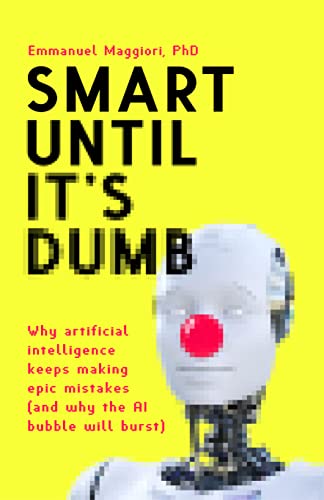 Emmanuel Maggiori, PhD
SMART
UNTIL
IT'S
DUMB
Why artificial
intelligence
keeps making
epic mistakes
(and why the AI
bubble will burst)